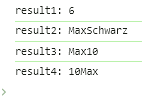 result1: 6
result2: MaxSchwarz
result3: Max10
result4: 10Max
>